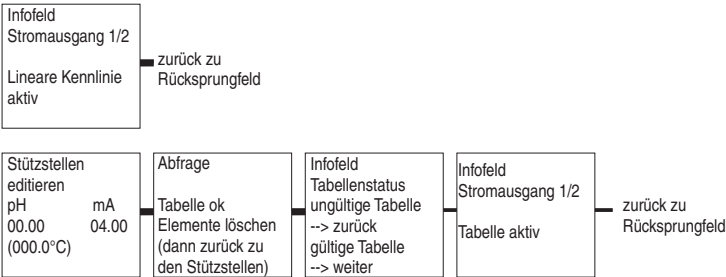 Infofeld
Stromausgang 1/2
Lineare Kennlinie
aktiv
zurück zu
Rücksprungfeld
Stützstellen
editieren
pH mA
00.00 04.00
(000.0°C)
Abfrage
Tabelle ok
Elemente löschen
(dann zurück zu
den Stützstellen)
Infofeld
Tabellenstatus
ungültige Tabelle
--> zurück
gültige Tabelle
--> weiter
Infofeld
Stromausgang 1/2
Tabelle aktiv
zurück zu
Rücksprungfeld